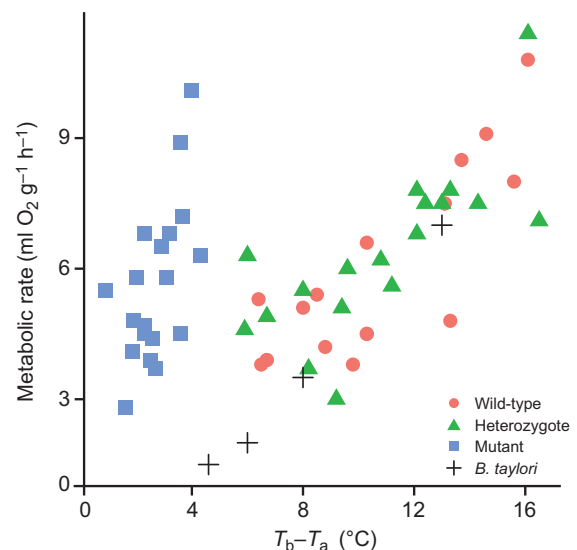 Metabolic rate (ml O₂ g⁻¹ h⁻¹)
9
6
3
0
Wild-type
Heterozygote
Mutant
B. taylori
0 4 8 12 16
Tb–Ta (°C)